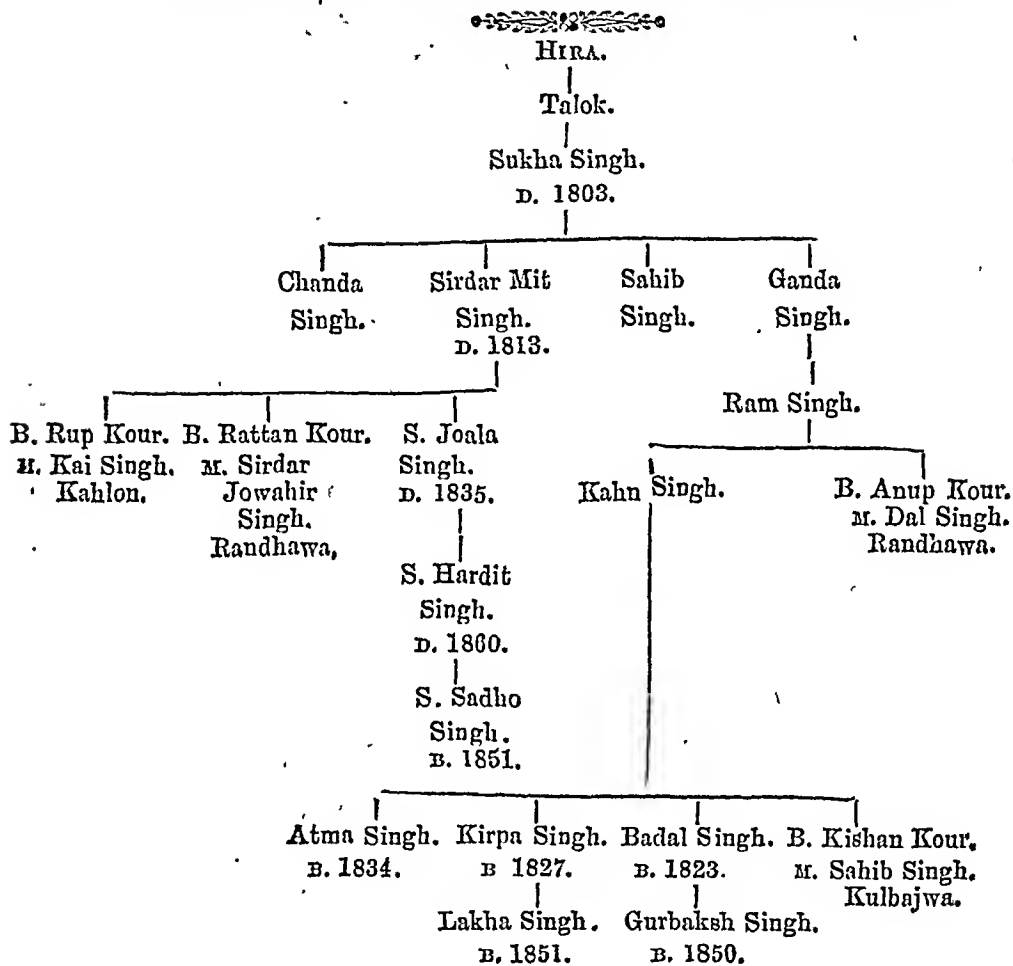 HIRA.
Talok.
Sukha Singh.
D. 1803.
Chanda Singh.
Sirdar Mit Singh.
D. 1813.
Sahib Singh.
Ganda Singh.
Ram Singh.
B. Rup Kour.
M. Kai Singh.
Kahlon.
B. Rattan Kour.
M. Sirdar
Jowahir
Singh.
Randhawa,
S. Joala
Singh.
D. 1835.
Kahn Singh.
B. Anup Kour.
M. Dal Singh.
Randhawa.
S. Hardit
Singh.
D. 1860.
S. Sadho
Singh.
B. 1851.
Atma Singh.
B. 1834.
Kirpa Singh.
B 1827.
Badal Singh.
B. 1823.
B. Kishan Kour.
M. Sahib Singh.
Kulbajwa.
Lakha Singh.
B. 1851.
Gurbaksh Singh.
B. 1850.